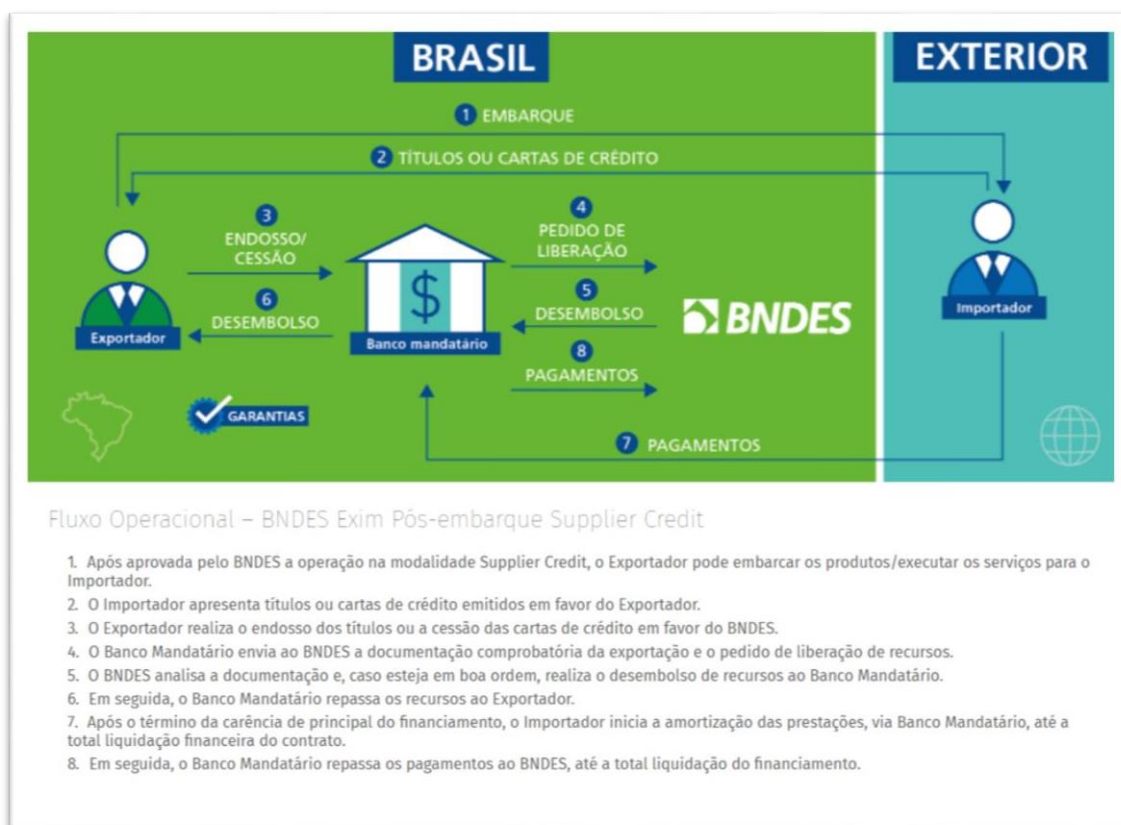 BRASIL
EXTERIOR
1 EMBARQUE
2 TÍTULOS OU CARTAS DE CRÉDITO
3
ENDOSSO/
CESSÃO
4
PEDIDO DE
LIBERAÇÃO
6
DESEMBOLSO
5
DESEMBOLSO
BNDES
Exportador
Banco mandatário
Importador
8
PAGAMENTOS
$
GARANTIAS
7 PAGAMENTOS
Fluxo Operacional – BNDES Exim Pós-embarque Supplier Credit
1. Após aprovada pelo BNDES a operação na modalidade Supplier Credit, o Exportador pode embarcar os produtos/executar os serviços para o
Importador.
2. O Importador apresenta títulos ou cartas de crédito emitidos em favor do Exportador.
3. O Exportador realiza o endosso dos títulos ou a cessão das cartas de crédito em favor do BNDES.
4. O Banco Mandatário envia ao BNDES a documentação comprobatória da exportação e o pedido de liberação de recursos.
5. O BNDES analisa a documentação e, caso esteja em boa ordem, realiza o desembolso de recursos ao Banco Mandatário.
6. Em seguida, o Banco Mandatário repassa os recursos ao Exportador.
7. Após o término da carência de principal do financiamento, o Importador inicia a amortização das prestações, via Banco Mandatário, até a
total liquidação financeira do contrato.
8. Em seguida, o Banco Mandatário repassa os pagamentos ao BNDES, até a total liquidação do financiamento.